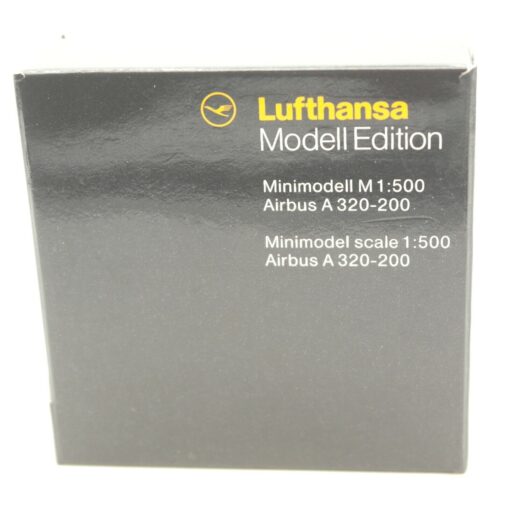 Lufthansa
Modell Edition
Minimodell M 1:500
Airbus A 320-200
Minimodel scale 1:500
Airbus A 320-200